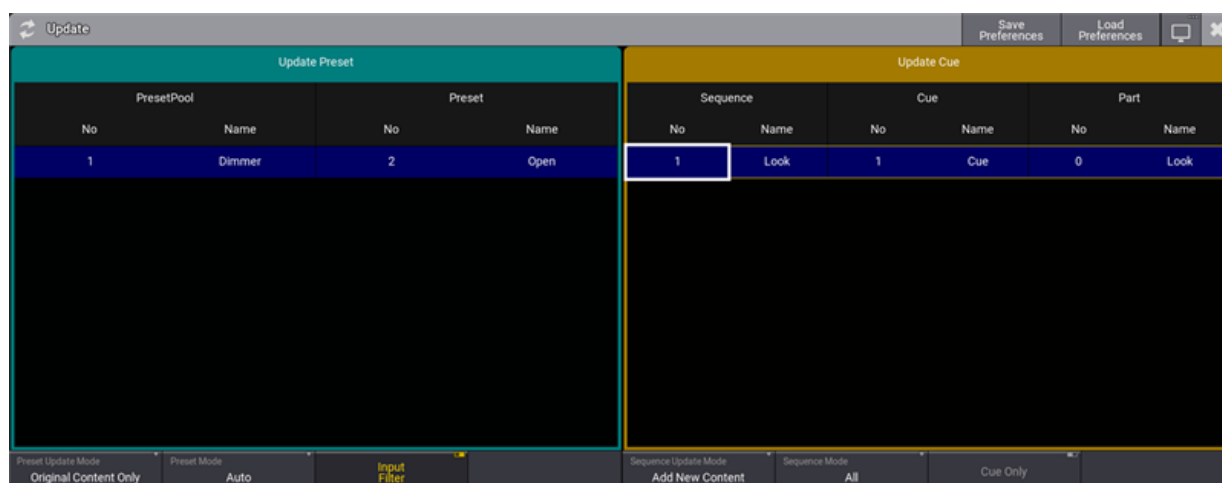 Update
Save
Preferences
Load
Preferences
Update Preset
PresetPool Preset
No Name No Name
1 Dimmer 2 Open
Update Cue
Sequence Cue Part
No Name No Name No Name
1 Look 1 Cue 0 Look
Preset Update Mode
Original Content Only
Preset Mode
Auto
Input
Filter
Sequence Update Mode
Add New Content
Sequence Mode
All
Cue Only